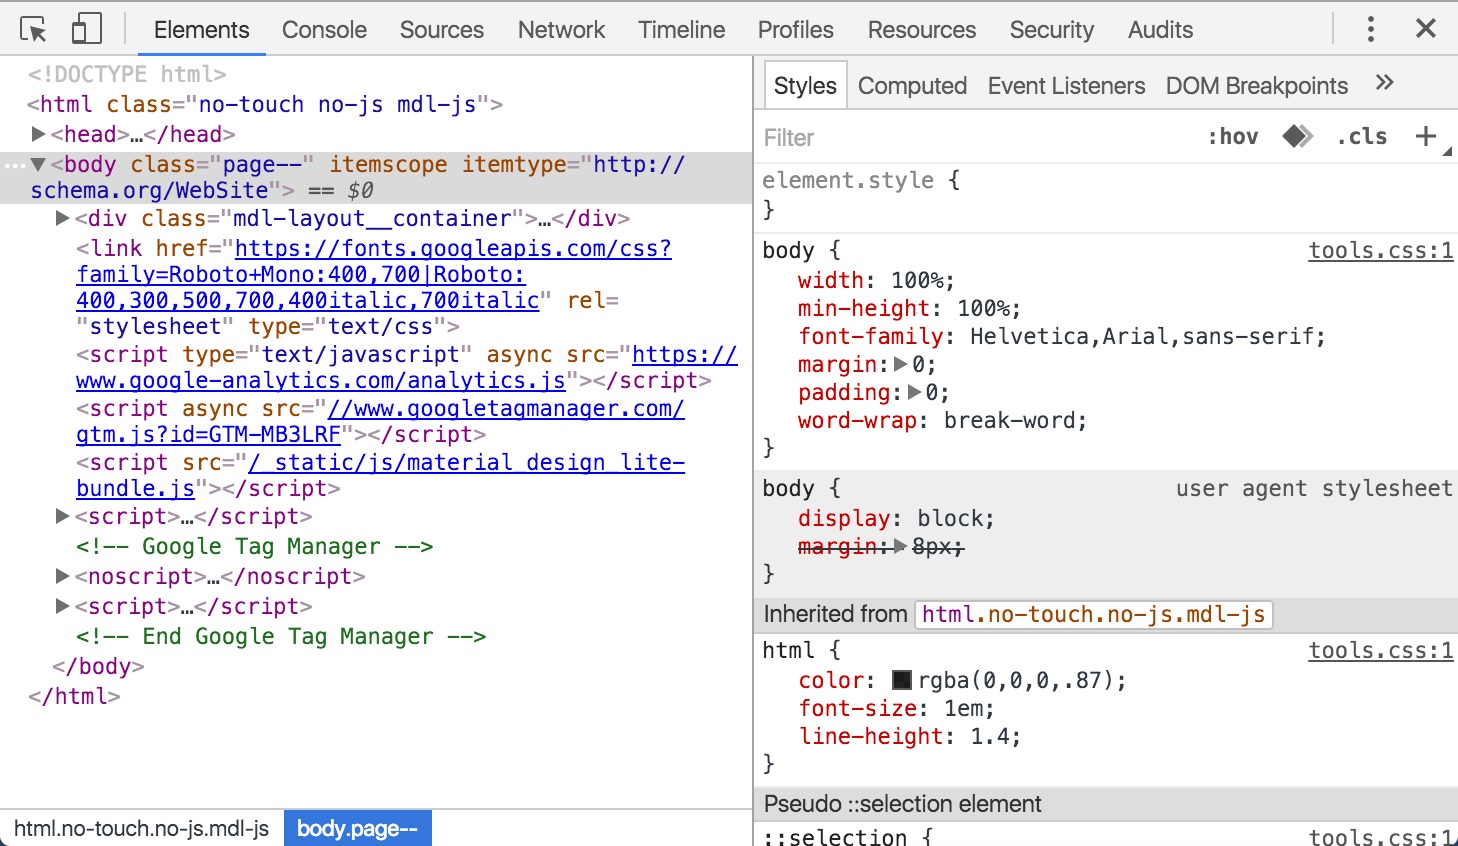 Elements Console Sources Network Timeline Profiles Resources Security Audits
<!DOCTYPE html>
<html class="no-touch no-js mdl-js">
<head>…</head>
<body class="page--" itemscope itemtype="http://
schema.org/WebSite"> == $0
<div class="mdl-layout__container">…</div>
<link href="https://fonts.googleapis.com/css?
family=Roboto+Mono:400,700|Roboto:
400,300,500,700,400italic,700italic" rel=
"stylesheet" type="text/css">
<script type="text/javascript" async src="https://
www.google-analytics.com/analytics.js"></script>
<script async src="//www.googletagmanager.com/
gtm.js?id=GTM-MB3LRF"></script>
<script src="/_static/js/material_design_lite-
bundle.js"></script>
<script>…</script>
<!-- Google Tag Manager -->
<noscript>…</noscript>
<script>…</script>
<!-- End Google Tag Manager -->
</body>
</html>
html.no-touch.no-js.mdl-js body.page--
Styles Computed Event Listeners DOM Breakpoints »
Filter :hov .cls +
element.style {
}
body { tools.css:1
width: 100%;
min-height: 100%;
font-family: Helvetica,Arial,sans-serif;
margin: 0;
padding: 0;
word-wrap: break-word;
}
body { user agent stylesheet
display: block;
margin: 8px;
}
Inherited from html.no-touch.no-js.mdl-js
html { tools.css:1
color: rgba(0,0,0,.87);
font-size: 1em;
line-height: 1.4;
}
Pseudo ::selection element
::selection { tools.css:1